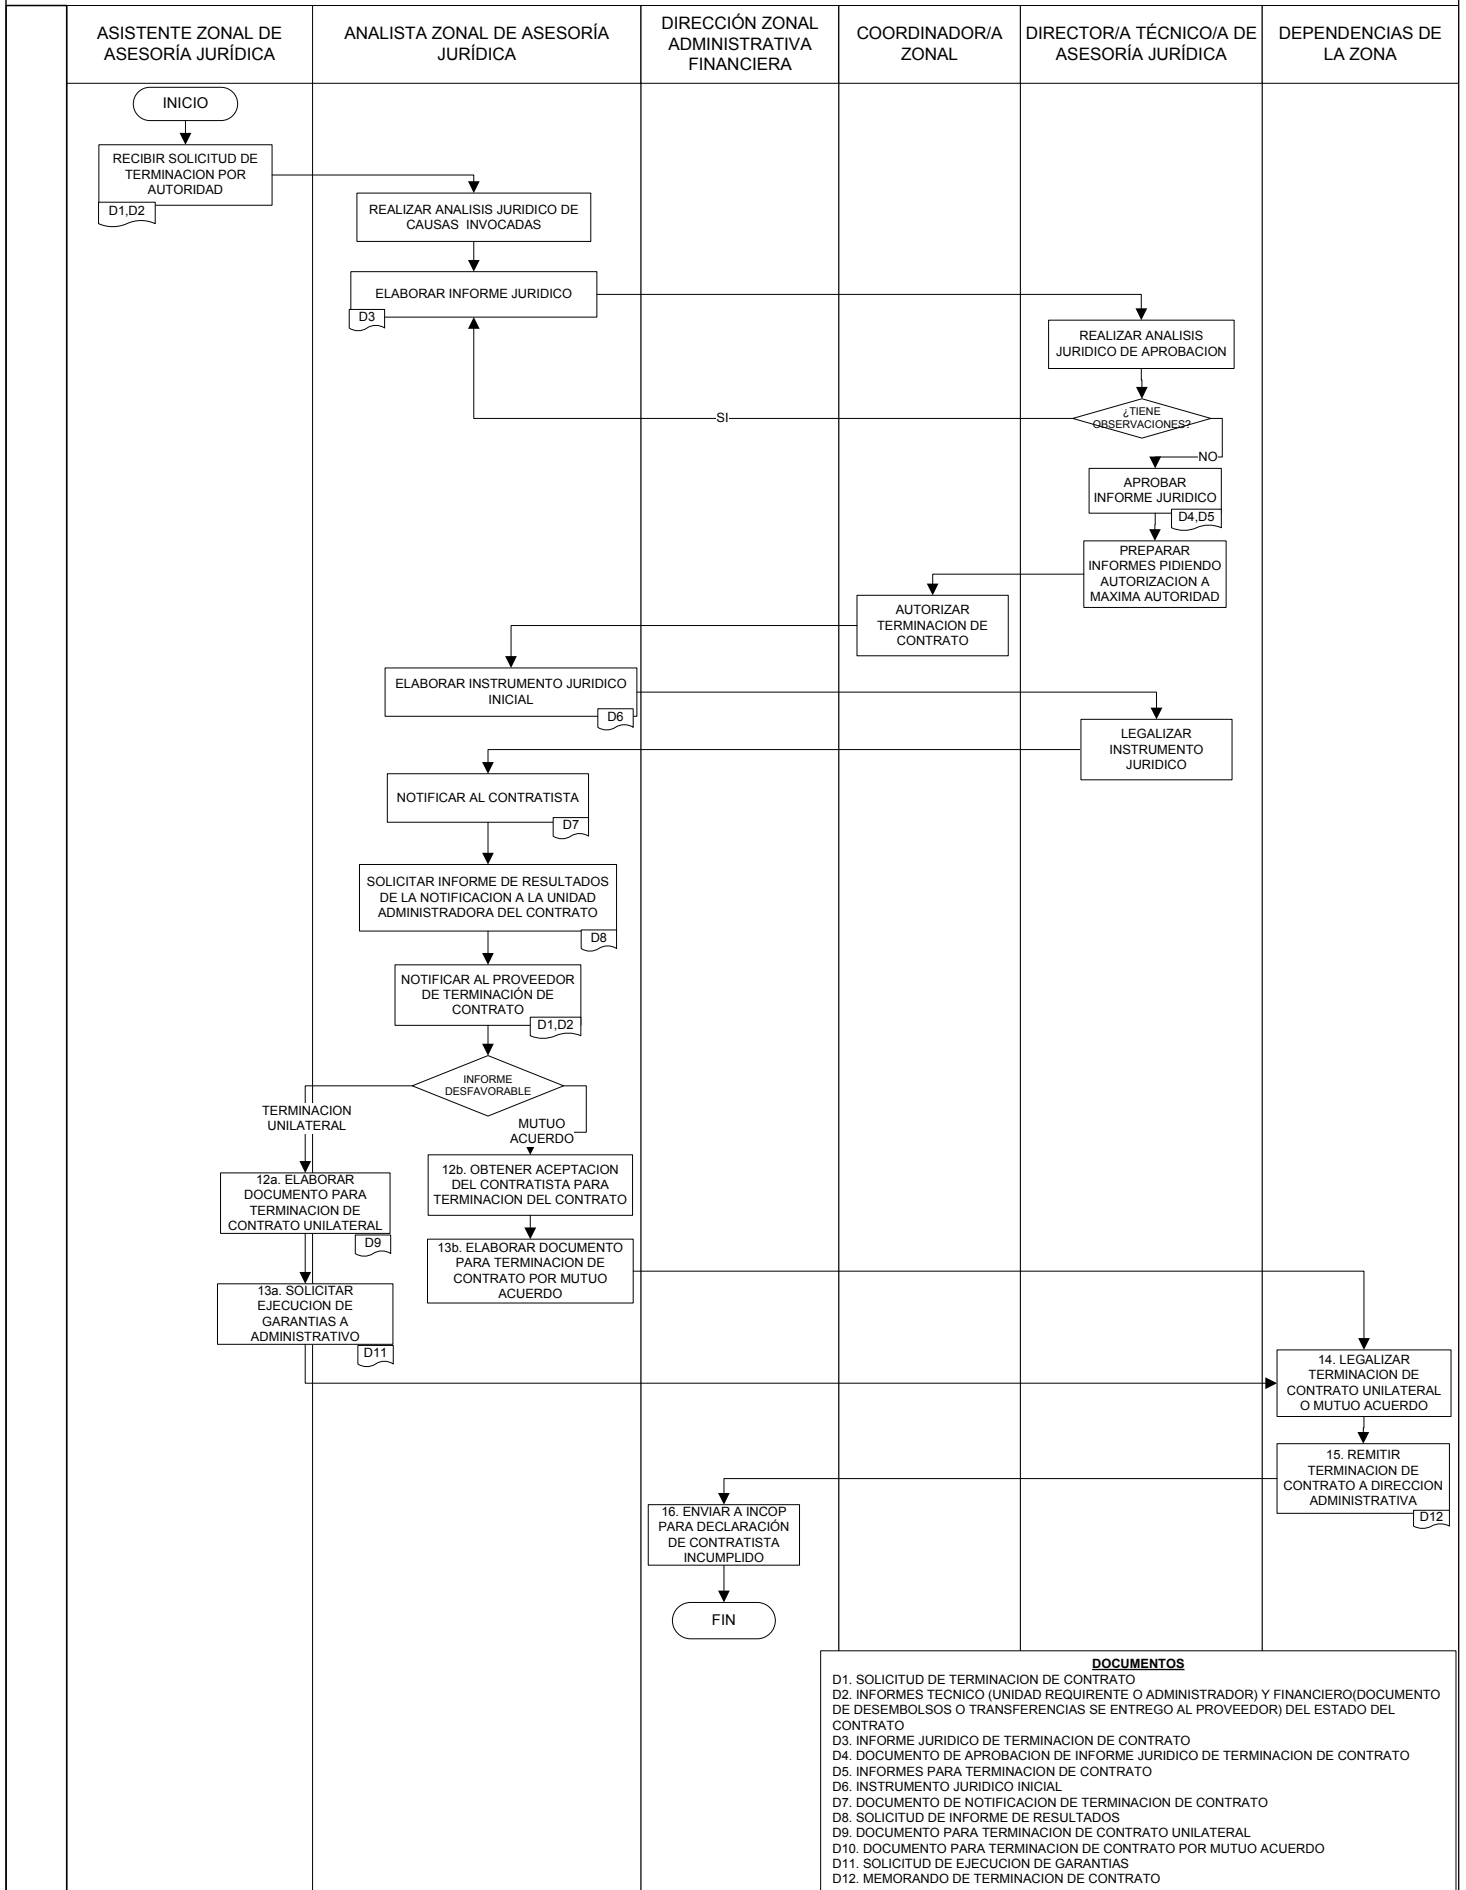 ASISTENTE ZONAL DE
ASESORÍA JURÍDICA
ANALISTA ZONAL DE ASESORÍA
JURÍDICA
DIRECCIÓN ZONAL
ADMINISTRATIVA
FINANCIERA
COORDINADOR/A
ZONAL
DIRECTOR/A TÉCNICO/A DE
ASESORÍA JURÍDICA
DEPENDENCIAS DE
LA ZONA
INICIO
RECIBIR SOLICITUD DE
TERMINACION POR
AUTORIDAD
D1,D2
REALIZAR ANALISIS JURIDICO DE
CAUSAS INVOCADAS
ELABORAR INFORME JURIDICO
D3
REALIZAR ANALISIS
JURIDICO DE APROBACION
¿TIENE
OBSERVACIONES?
SI
NO
APROBAR
INFORME JURIDICO
D4,D5
PREPARAR
INFORMES PIDIENDO
AUTORIZACION A
MAXIMA AUTORIDAD
AUTORIZAR
TERMINACION DE
CONTRATO
ELABORAR INSTRUMENTO JURIDICO
INICIAL
D6
LEGALIZAR
INSTRUMENTO
JURIDICO
NOTIFICAR AL CONTRATISTA
D7
SOLICITAR INFORME DE RESULTADOS
DE LA NOTIFICACION A LA UNIDAD
ADMINISTRADORA DEL CONTRATO
D8
NOTIFICAR AL PROVEEDOR
DE TERMINACIÓN DE
CONTRATO
D1,D2
INFORME
DESFAVORABLE
TERMINACION
UNILATERAL
MUTUO
ACUERDO
12a. ELABORAR
DOCUMENTO PARA
TERMINACION DE
CONTRATO UNILATERAL
D9
12b. OBTENER ACEPTACION
DEL CONTRATISTA PARA
TERMINACION DEL CONTRATO
13b. ELABORAR DOCUMENTO
PARA TERMINACION DE
CONTRATO POR MUTUO
ACUERDO
13a. SOLICITAR
EJECUCION DE
GARANTIAS A
ADMINISTRATIVO
D11
14. LEGALIZAR
TERMINACION DE
CONTRATO UNILATERAL
O MUTUO ACUERDO
15. REMITIR
TERMINACION DE
CONTRATO A DIRECCION
ADMINISTRATIVA
D12
16. ENVIAR A INCOP
PARA DECLARACIÓN
DE CONTRATISTA
INCUMPLIDO
FIN
DOCUMENTOS
D1. SOLICITUD DE TERMINACION DE CONTRATO
D2. INFORMES TECNICO (UNIDAD REQUIRENTE O ADMINISTRADOR) Y FINANCIERO(DOCUMENTO
DE DESEMBOLSOS O TRANSFERENCIAS SE ENTREGO AL PROVEEDOR) DEL ESTADO DEL
CONTRATO
D3. INFORME JURIDICO DE TERMINACION DE CONTRATO
D4. DOCUMENTO DE APROBACION DE INFORME JURIDICO DE TERMINACION DE CONTRATO
D5. INFORMES PARA TERMINACION DE CONTRATO
D6. INSTRUMENTO JURIDICO INICIAL
D7. DOCUMENTO DE NOTIFICACION DE TERMINACION DE CONTRATO
D8. SOLICITUD DE INFORME DE RESULTADOS
D9. DOCUMENTO PARA TERMINACION DE CONTRATO UNILATERAL
D10. DOCUMENTO PARA TERMINACION DE CONTRATO POR MUTUO ACUERDO
D11. SOLICITUD DE EJECUCION DE GARANTIAS
D12. MEMORANDO DE TERMINACION DE CONTRATO